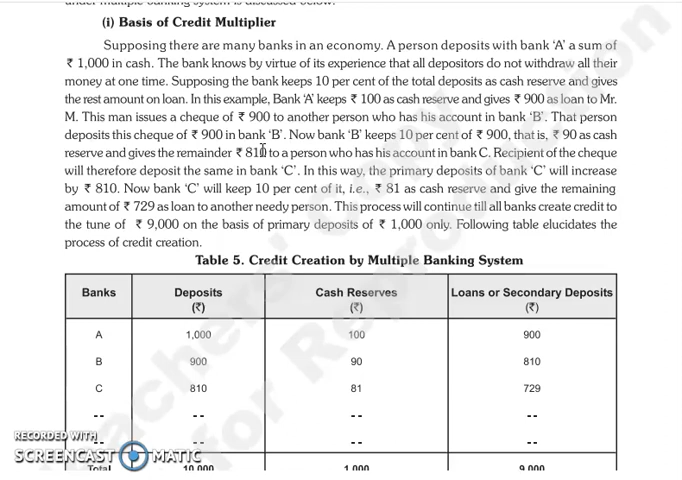 under multiple banking system is discussed below.
(i) Basis of Credit Multiplier
Supposing there are many banks in an economy. A person deposits with bank ‘A’ a sum of
₹ 1,000 in cash. The bank knows by virtue of its experience that all depositors do not withdraw all their
money at one time. Supposing the bank keeps 10 per cent of the total deposits as cash reserve and gives
the rest amount on loan. In this example, Bank ‘A’ keeps ₹ 100 as cash reserve and gives ₹ 900 as loan to Mr.
M. This man issues a cheque of ₹ 900 to another person who has his account in bank ‘B’. That person
deposits this cheque of ₹ 900 in bank ‘B’. Now bank ‘B’ keeps 10 per cent of ₹ 900, that is, ₹ 90 as cash
reserve and gives the remainder ₹ 810 to a person who has his account in bank C. Recipient of the cheque
will therefore deposit the same in bank ‘C’. In this way, the primary deposits of bank ‘C’ will increase
by ₹ 810. Now bank ‘C’ will keep 10 per cent of it, i.e., ₹ 81 as cash reserve and give the remaining
amount of ₹ 729 as loan to another needy person. This process will continue till all banks create credit to
the tune of ₹ 9,000 on the basis of primary deposits of ₹ 1,000 only. Following table elucidates the
process of credit creation.
Table 5. Credit Creation by Multiple Banking System
Banks Deposits Cash Reserves Loans or Secondary Deposits
(₹) (₹) (₹)
A 1,000 100 900
B 900 90 810
C 810 81 729
-- -- -- --
-- -- -- --
Total 10,000 1,000 9,000
RECORDED WITH
SCREENCAST MATIC